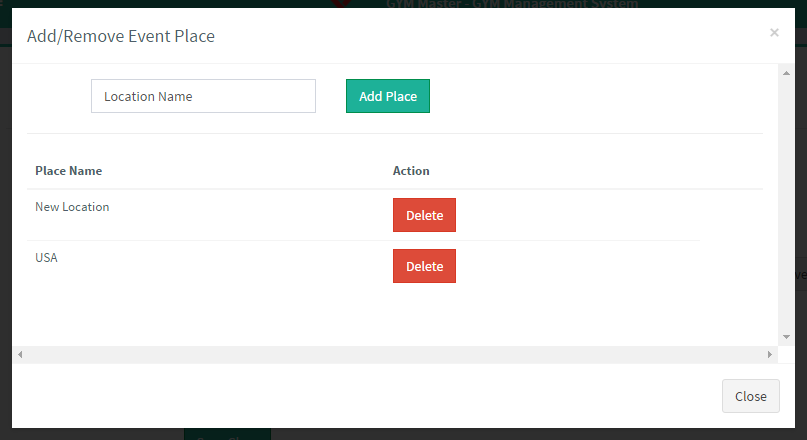 GYM Master - GYM Management System
Add/Remove Event Place ×
Location Name Add Place
Place Name Action
New Location Delete
USA Delete
Close